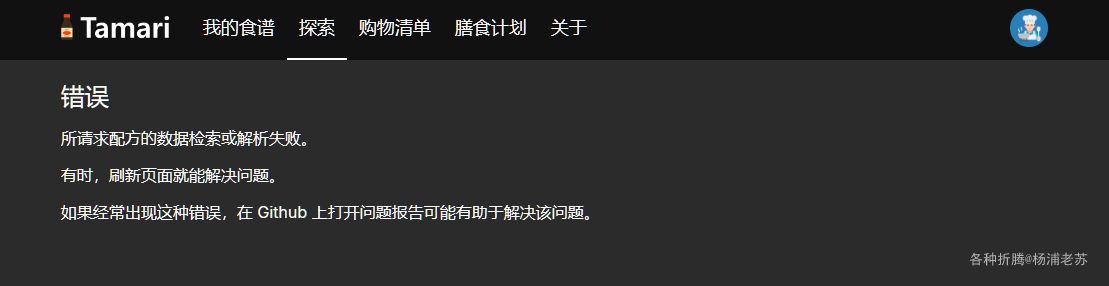 Tamari 我的食谱 探索 购物清单 膳食计划 关于
错误
所请求配方的数据检索或解析失败。
有时，刷新页面就能解决问题。
如果经常出现这种错误，在 Github 上打开问题报告可能有助于解决该问题。
各种折腾@杨浦老苏